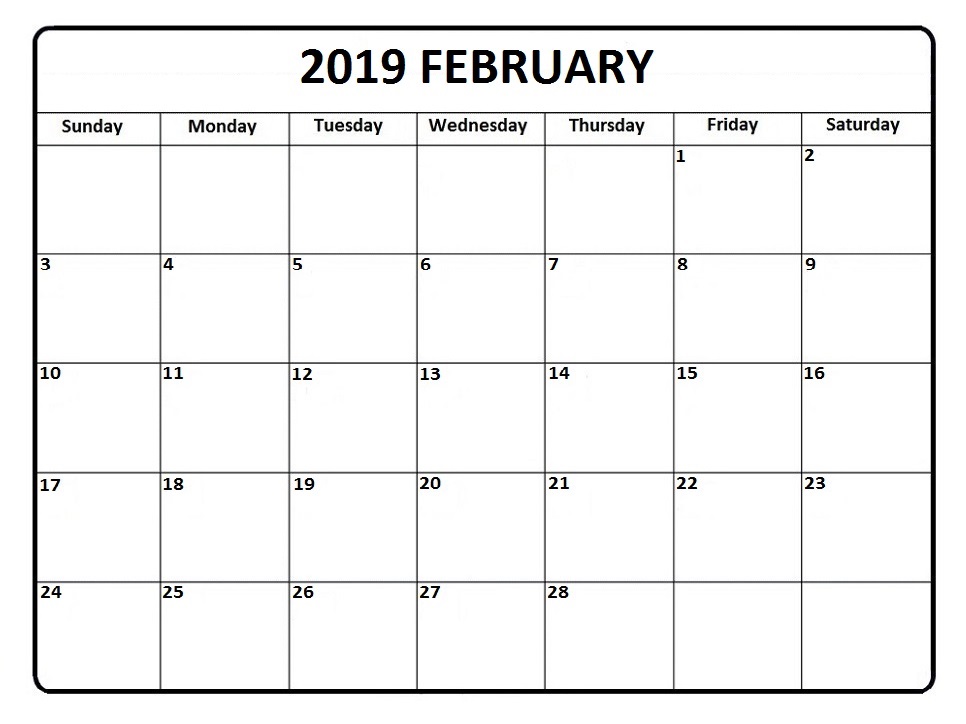 2019 FEBRUARY
Sunday Monday Tuesday Wednesday Thursday Friday Saturday
1 2
3 4 5 6 7 8 9
10 11 12 13 14 15 16
17 18 19 20 21 22 23
24 25 26 27 28